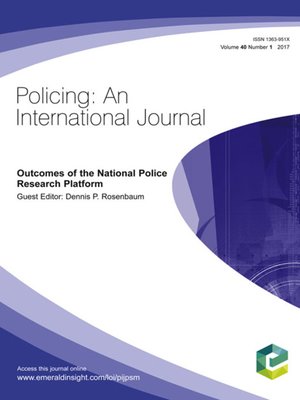 ISSN 1363-951X
Volume 40 Number 1 2017
Policing: An
International Journal
Outcomes of the National Police
Research Platform
Guest Editor: Dennis P. Rosenbaum
Access this journal online
www.emeraldinsight.com/loi/pijpsm